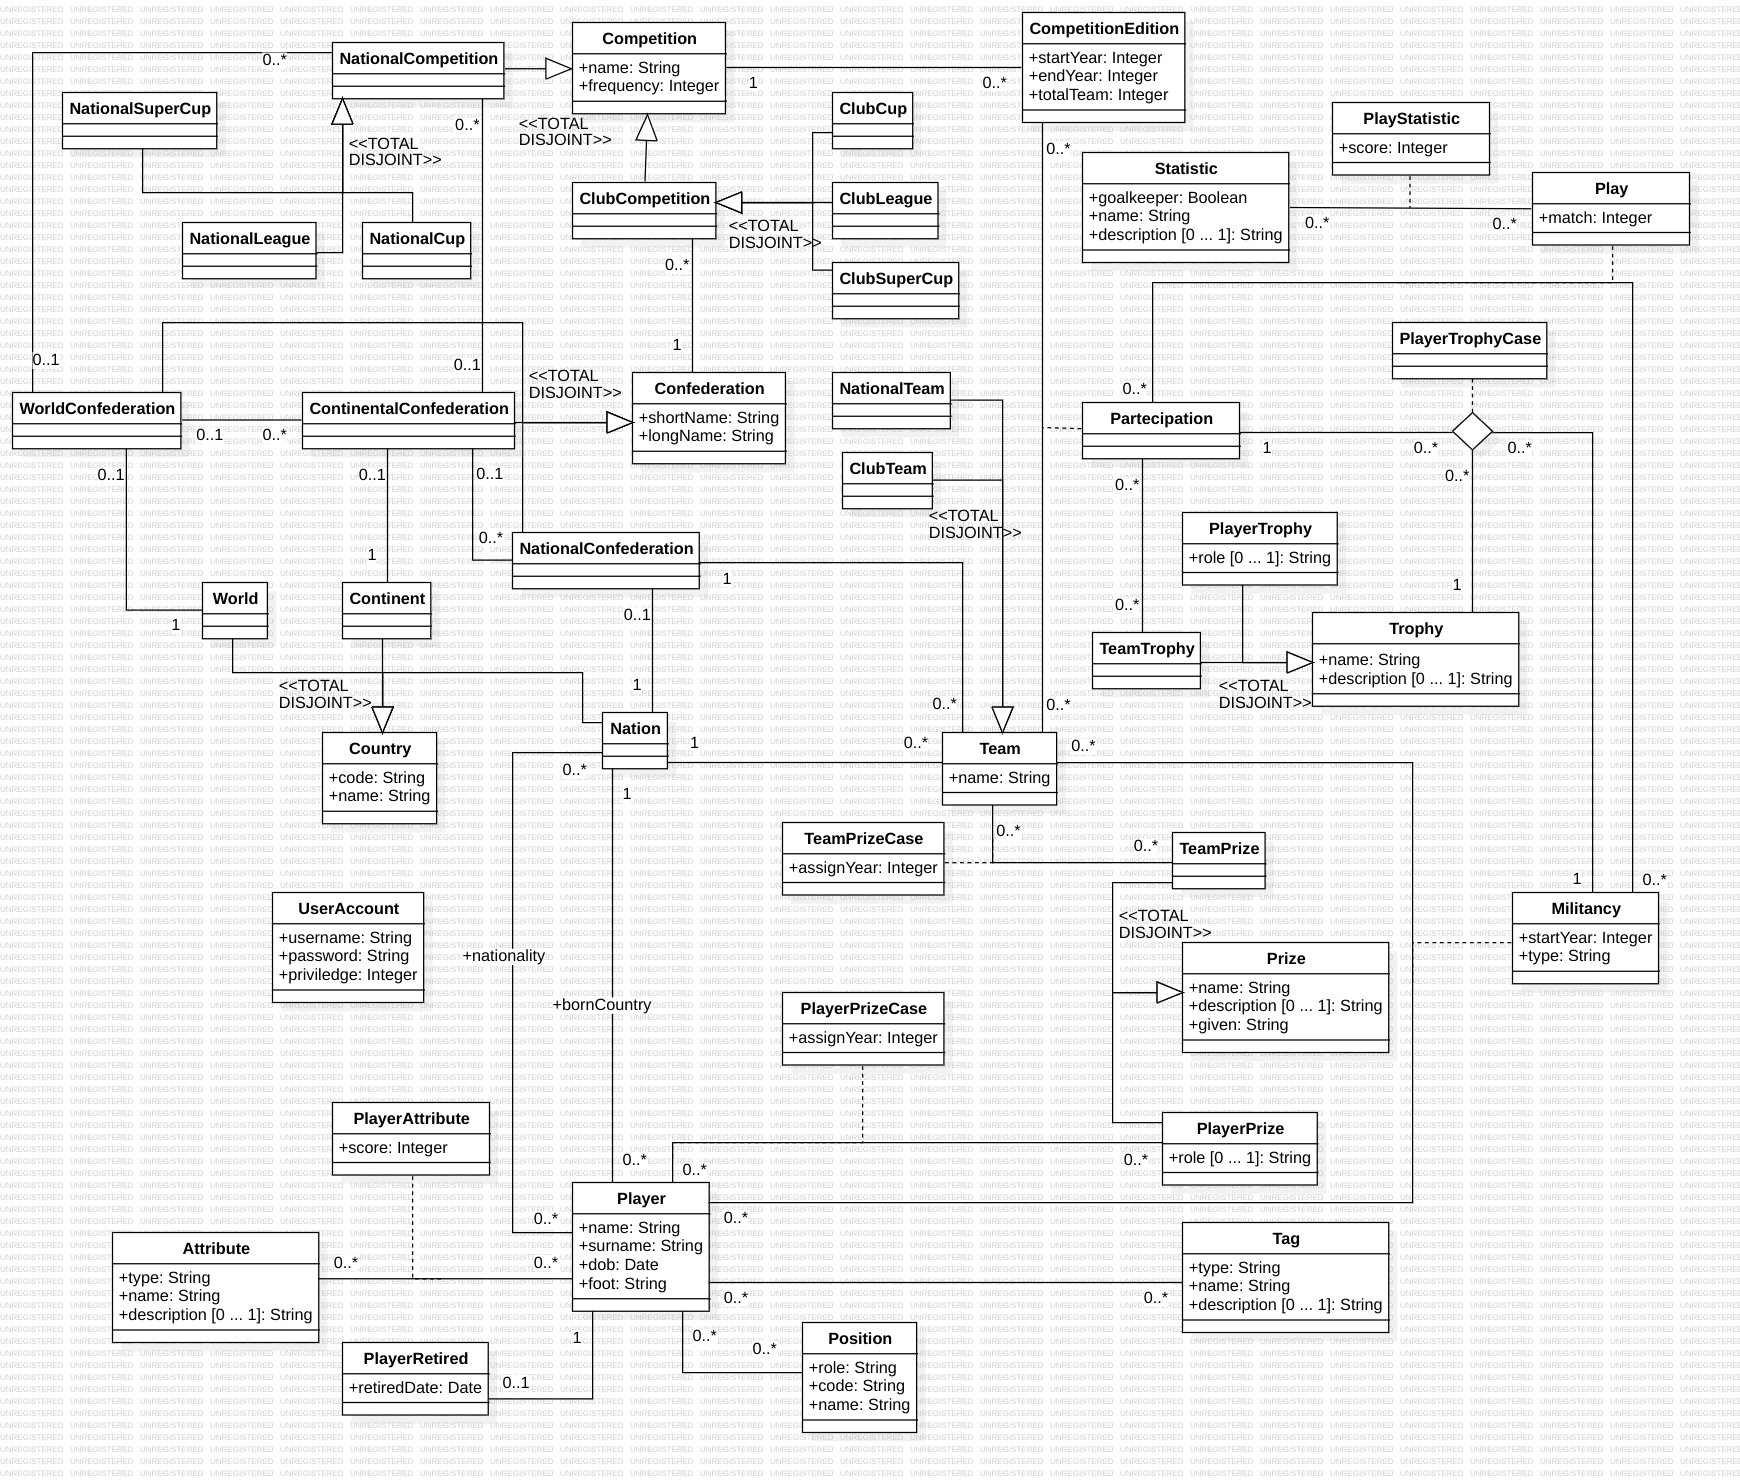 UNREGISTERED
NationalCompetition
0..*
0..*
Competition
+name: String
+frequency: Integer
1
0..*
CompetitionEdition
+startYear: Integer
+endYear: Integer
+totalTeam: Integer
0..*
NationalSuperCup
<<TOTAL
DISJOINT>>
<<TOTAL
DISJOINT>>
ClubCup
PlayStatistic
+score: Integer
NationalLeague
NationalCup
ClubCompetition
0..*
<<TOTAL
DISJOINT>>
ClubLeague
ClubSuperCup
Statistic
+goalkeeper: Boolean
+name: String
+description [0 ... 1]: String
0..*
0..*
Play
+match: Integer
0..1
0..1
1
<<TOTAL
DISJOINT>>
WorldConfederation
0..1
0..*
ContinentalConfederation
Confederation
+shortName: String
+longName: String
NationalTeam
ClubTeam
<<TOTAL
DISJOINT>>
0..*
Partecipation
1
0..*
0..*
0..*
0..*
PlayerTrophyCase
0..1
0..1
0..1
0..*
NationalConfederation
1
0..1
1
PlayerTrophy
+role [0 ... 1]: String
1
0..*
World
1
Continent
1
TeamTrophy
Trophy
+name: String
+description [0 ... 1]: String
<<TOTAL
DISJOINT>>
<<TOTAL
DISJOINT>>
Country
+code: String
+name: String
Nation
1
0..*
1
0..*
0..*
0..*
0..*
Team
+name: String
0..*
TeamPrizeCase
+assignYear: Integer
0..*
TeamPrize
1
0..*
Militancy
+startYear: Integer
+type: String
UserAccount
+username: String
+password: String
+priviledge: Integer
+nationality
+bornCountry
<<TOTAL
DISJOINT>>
Prize
+name: String
+description [0 ... 1]: String
+given: String
PlayerPrizeCase
+assignYear: Integer
PlayerAttribute
+score: Integer
0..*
0..*
0..*
PlayerPrize
+role [0 ... 1]: String
Attribute
+type: String
+name: String
+description [0 ... 1]: String
0..*
0..*
0..*
Player
+name: String
+surname: String
+dob: Date
+foot: String
0..*
0..*
0..*
Tag
+type: String
+name: String
+description [0 ... 1]: String
PlayerRetired
+retiredDate: Date
0..1
1
0..*
0..*
Position
+role: String
+code: String
+name: String